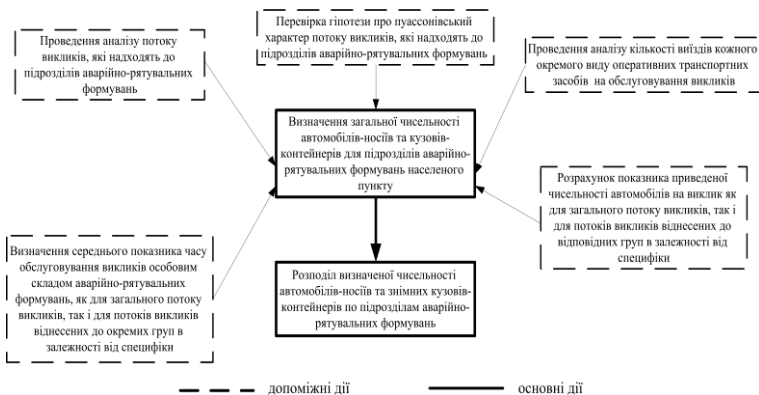 Перевірка гіпотези про пуассонівський
характер потоку викликів, які надходять до
підрозділів аварійно-рятувальних формувань
Проведення аналізу потоку
викликів, які надходять до
підрозділів аварійно-рятувальних
формувань
Проведення аналізу кількості виїздів кожного
окремого виду оперативних транспортних
засобів на обслуговування викликів
Визначення загальної чисельності
автомобілів-носіїв та кузовів-
контейнерів для підрозділів аварійно-
рятувальних формувань населеного
пункту
Розрахунок показника приведеної
чисельності автомобілів на виклик як
для загального потоку викликів, так і
для потоків викликів віднесених до
відповідних груп в залежності від
специфіки
Визначення середнього показника часу
обслуговування викликів особовим
складом аварійно-рятувальних
формувань, як для загального потоку
викликів, так і для потоків викликів
віднесених до окремих груп в
залежності від специфіки
Розподіл визначеної чисельності
автомобілів-носіїв та знімних кузовів-
контейнерів по підрозділам аварійно-
рятувальних формувань
допоміжні дії
основні дії